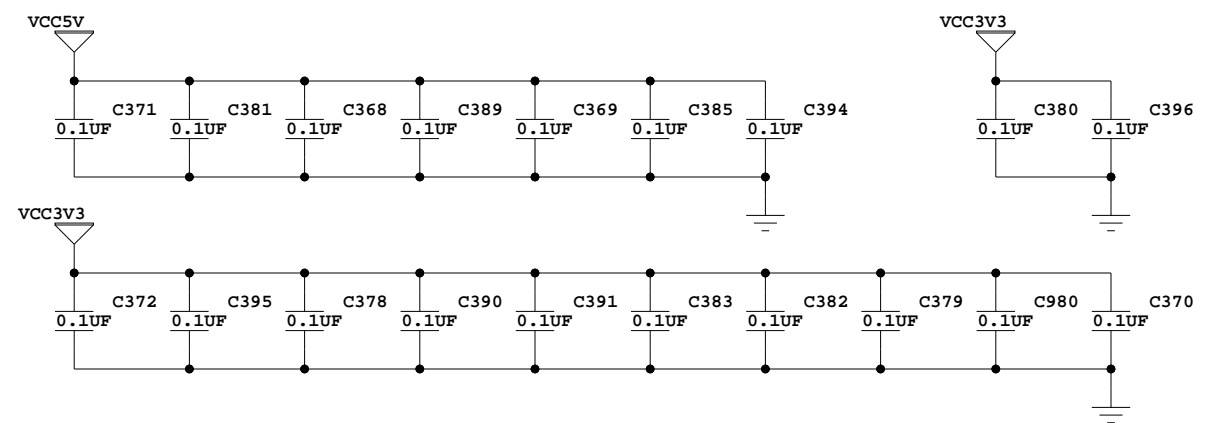 VCC5V VCC3V3
C371 C381 C368 C389 C369 C385 C394 C380 C396
0.1UF 0.1UF 0.1UF 0.1UF 0.1UF 0.1UF 0.1UF 0.1UF 0.1UF
VCC3V3
C372 C395 C378 C390 C391 C383 C382 C379 C980 C370
0.1UF 0.1UF 0.1UF 0.1UF 0.1UF 0.1UF 0.1UF 0.1UF 0.1UF 0.1UF